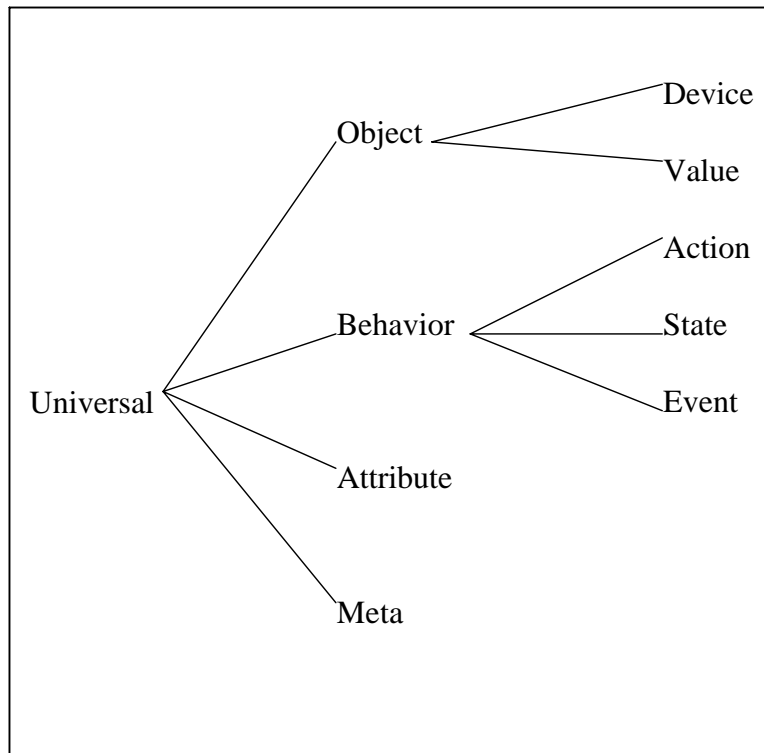 Device
Object
Value
Action
Behavior
State
Event
Universal
Attribute
Meta